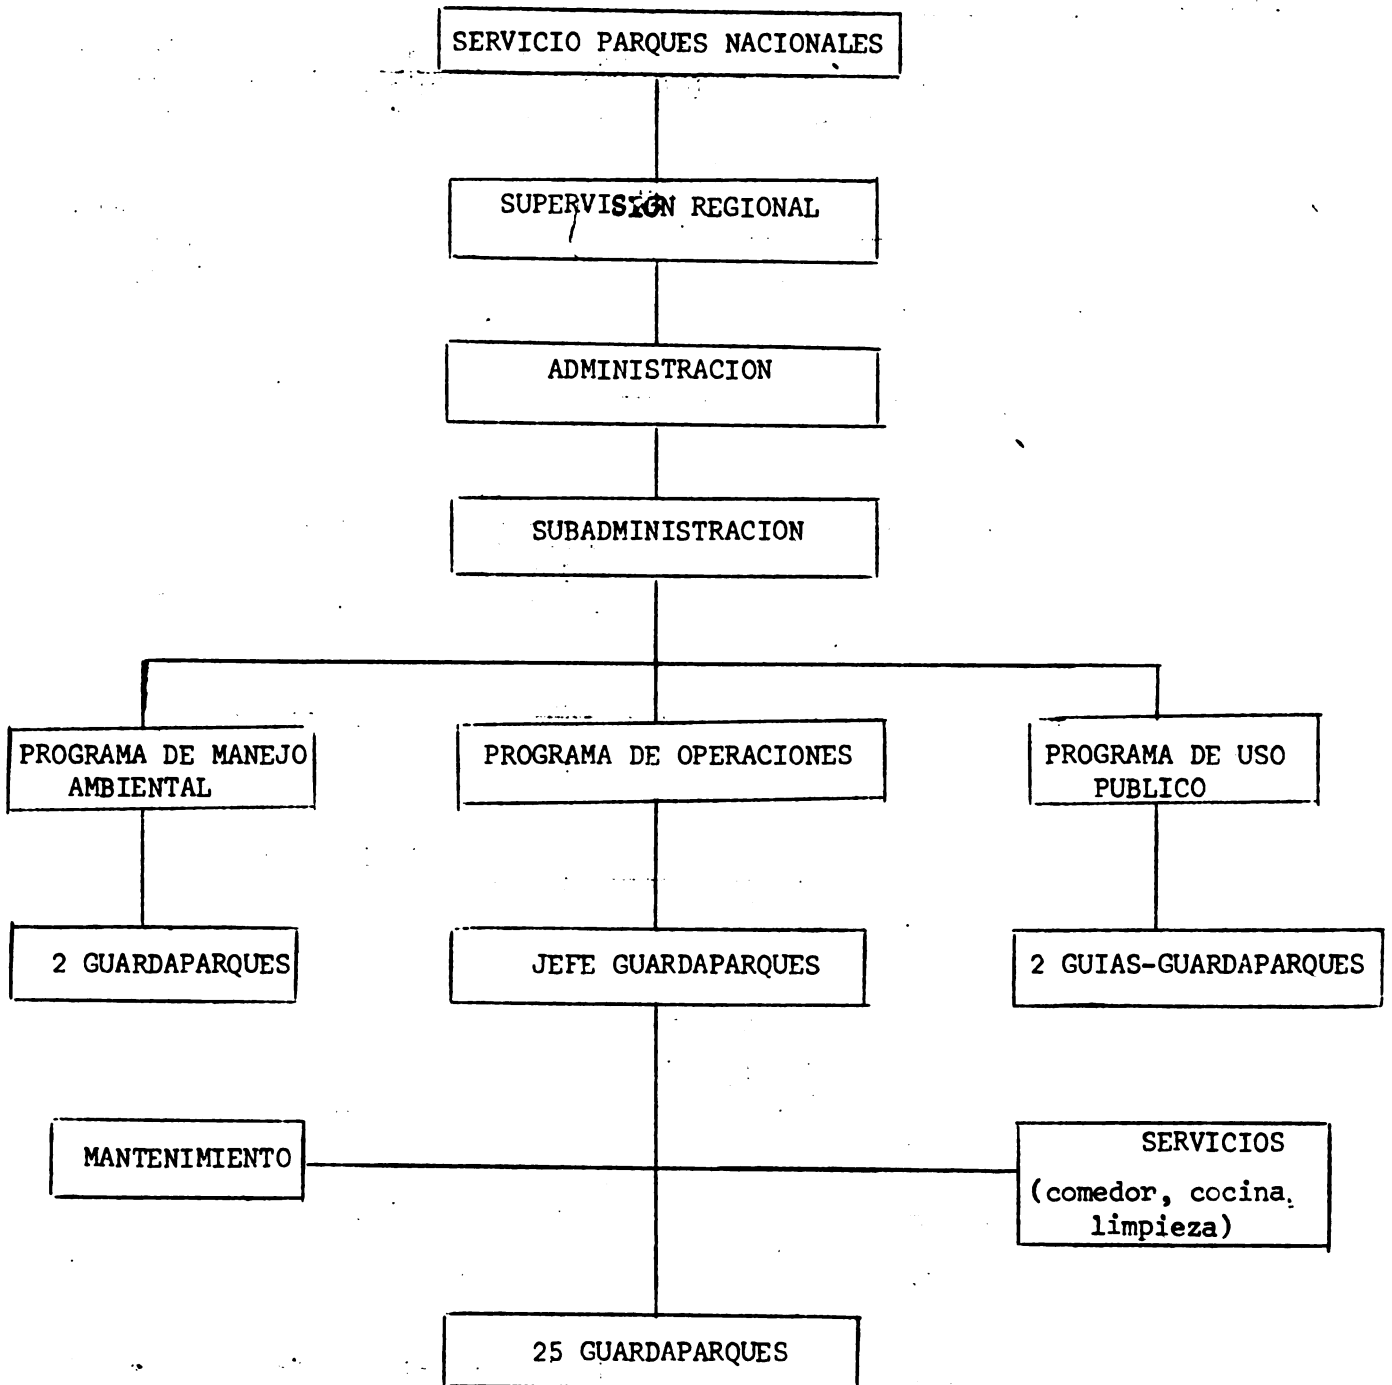 SERVICIO PARQUES NACIONALES
SUPERVISION REGIONAL
ADMINISTRACION
SUBADMINISTRACION
PROGRAMA DE MANEJO
AMBIENTAL
PROGRAMA DE OPERACIONES
PROGRAMA DE USO
PUBLICO
2 GUARDAPARQUES
JEFE GUARDAPARQUES
2 GUIAS-GUARDAPARQUES
MANTENIMIENTO
SERVICIOS
(comedor, cocina,
limpieza)
25 GUARDAPARQUES